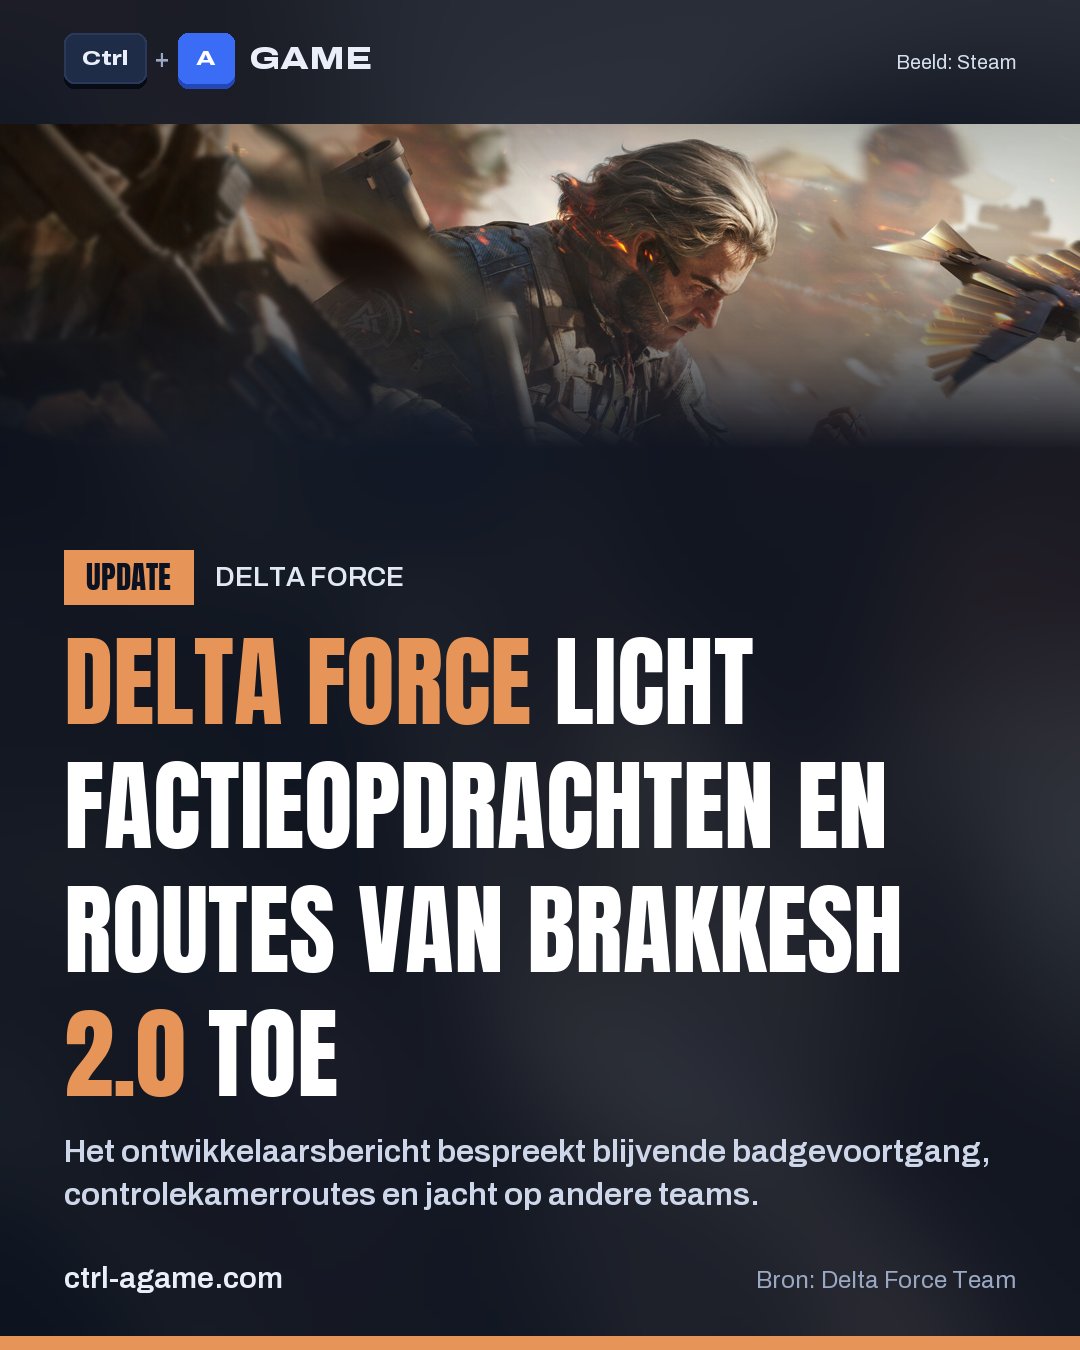 Ctrl + A GAME
Beeld: Steam
UPDATE DELTA FORCE
DELTA FORCE LICHT
FACTIEOPDRACHTEN EN
ROUTES VAN BRAKKESH
2.0 TOE
Het ontwikkelaarsbericht bespreekt blijvende badgevoortgang,
controlekamerroutes en jacht op andere teams.
ctrl-agame.com
Bron: Delta Force Team